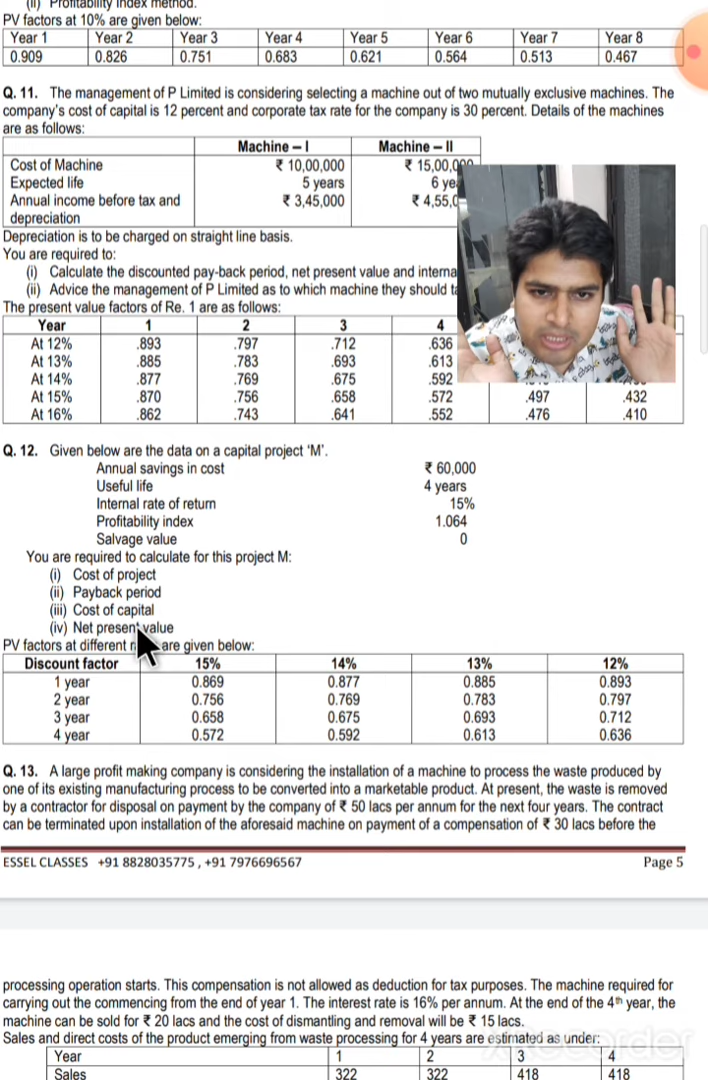 (ii) Profitability index method.
PV factors at 10% are given below:
Year 1 Year 2 Year 3 Year 4 Year 5 Year 6 Year 7 Year 8
0.909 0.826 0.751 0.683 0.621 0.564 0.513 0.467
Q. 11. The management of P Limited is considering selecting a machine out of two mutually exclusive machines. The
company's cost of capital is 12 percent and corporate tax rate for the company is 30 percent. Details of the machines
are as follows:
Machine – I Machine – II
Cost of Machine ₹ 10,00,000 ₹ 15,00,000
Expected life 5 years 6
Annual income before tax and ₹ 3,45,000 ₹ 4,55,0
depreciation
Depreciation is to be charged on straight line basis.
You are required to:
(i) Calculate the discounted pay-back period, net present value and interna
(ii) Advice the management of P Limited as to which machine they should
The present value factors of Re. 1 are as follows:
Year 1 2 3 4
At 12% .893 .797 .712 .636
At 13% .885 .783 .693 .613
At 14% .877 .769 .675 .592
At 15% .870 .756 .658 .572 .497 .432
At 16% .862 .743 .641 .552 .476 .410
Q. 12. Given below are the data on a capital project 'M'.
Annual savings in cost ₹ 60,000
Useful life 4 years
Internal rate of return 15%
Profitability index 1.064
Salvage value 0
You are required to calculate for this project M:
(i) Cost of project
(ii) Payback period
(iii) Cost of capital
(iv) Net present value
PV factors at different are given below:
Discount factor 15% 14% 13% 12%
1 year 0.869 0.877 0.885 0.893
2 year 0.756 0.769 0.783 0.797
3 year 0.658 0.675 0.693 0.712
4 year 0.572 0.592 0.613 0.636
Q. 13. A large profit making company is considering the installation of a machine to process the waste produced by
one of its existing manufacturing process to be converted into a marketable product. At present, the waste is removed
by a contractor for disposal on payment by the company of ₹ 50 lacs per annum for the next four years. The contract
can be terminated upon installation of the aforesaid machine on payment of a compensation of ₹ 30 lacs before the
ESSEL CLASSES +91 8828035775 , +91 7976696567 Page 5
processing operation starts. This compensation is not allowed as deduction for tax purposes. The machine required for
carrying out the commencing from the end of year 1. The interest rate is 16% per annum. At the end of the 4th year, the
machine can be sold for ₹ 20 lacs and the cost of dismantling and removal will be ₹ 15 lacs.
Sales and direct costs of the product emerging from waste processing for 4 years are estimated as under:
XRecorder
Year 1 2 3 4
Sales 322 322 418 418